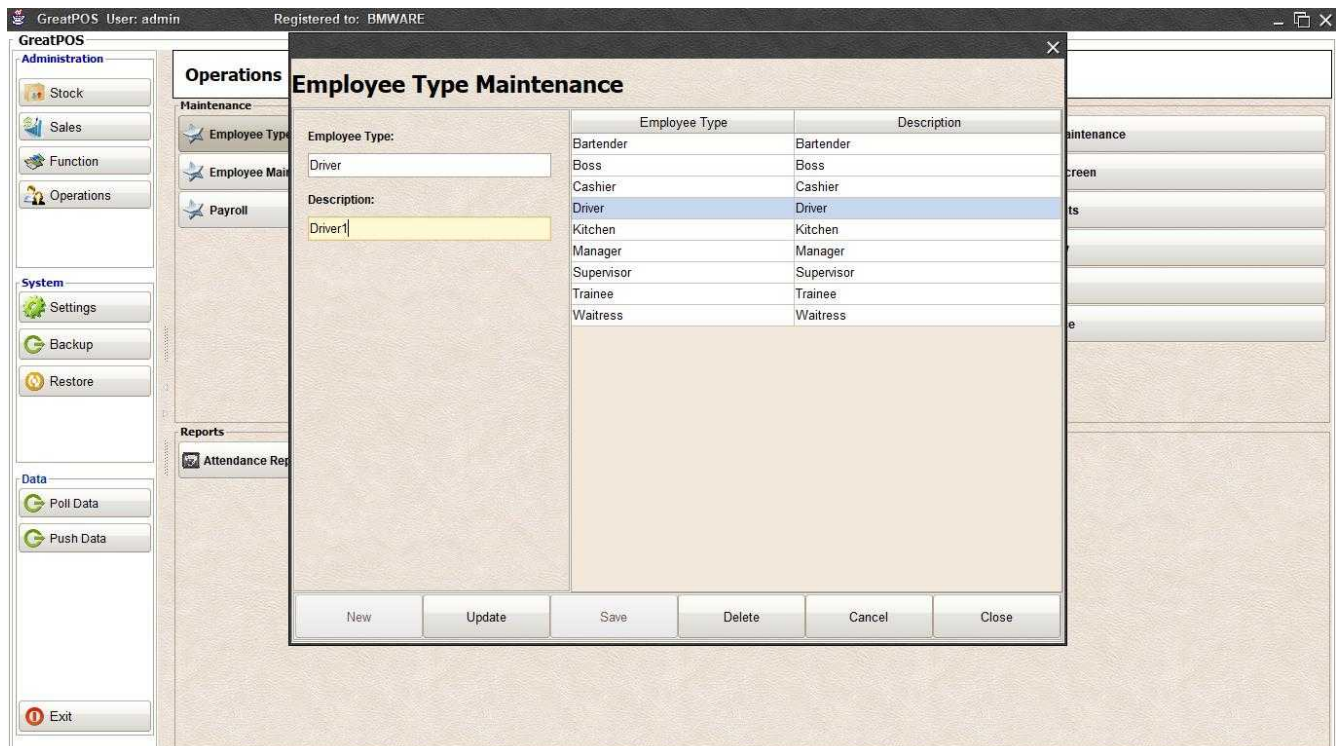 GreatPOS User: admin Registered to: BMWARE
GreatPOS
Administration
Stock
Sales
Function
Operations
System
Settings
Backup
Restore
Data
Poll Data
Push Data
Exit
Operations
Maintenance
Employee Type
Employee Mai
Payroll
Reports
Attendance Rep
Employee Type Maintenance
Employee Type:
Driver
Description:
Driver1
Employee Type Description
Bartender Bartender
Boss Boss
Cashier Cashier
Driver Driver
Kitchen Kitchen
Manager Manager
Supervisor Supervisor
Trainee Trainee
Waitress Waitress
New Update Save Delete Cancel Close
aintenance
creen
ts
e